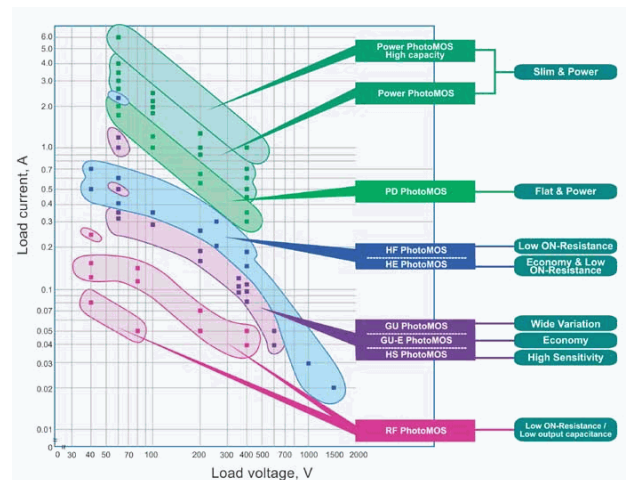 6.0
5.0
4.0
3.0
2.0
1.0
0.7
0.5
0.4
0.3
0.2
0.1
0.07
0.05
0.04
0.03
0.02
0.01
0
Load current, A
0 30 40 50 70 100 200 300 400 500 700 1000 1500 2000
Load voltage, V
Power PhotoMOS
High capacity
Power PhotoMOS
Slim & Power
PD PhotoMOS
Flat & Power
HF PhotoMOS
HE PhotoMOS
Low ON-Resistance
Economy & Low
ON-Resistance
GU PhotoMOS
GU-E PhotoMOS
HS PhotoMOS
Wide Variation
Economy
High Sensitivity
RF PhotoMOS
Low ON-Resistance /
Low output capacitance